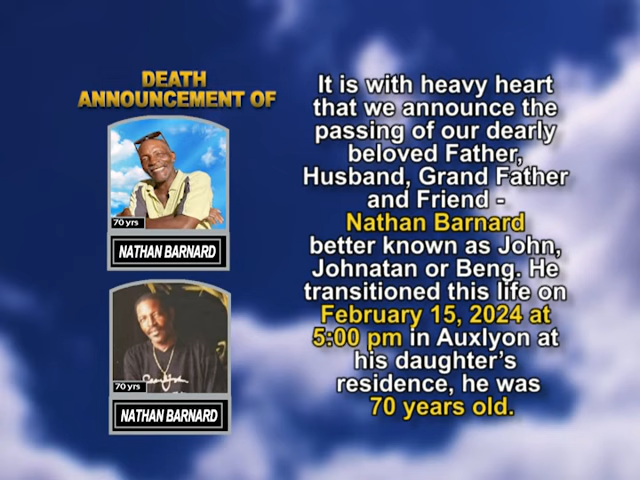 DEATH
ANNOUNCEMENT OF
70 yrs
NATHAN BARNARD
70 yrs
NATHAN BARNARD
It is with heavy heart
that we announce the
passing of our dearly
beloved Father,
Husband, Grand Father
and Friend -
Nathan Barnard
better known as John,
Johnatan or Beng. He
transitioned this life on
February 15, 2024 at
5:00 pm in Auxlyon at
his daughter's
residence, he was
70 years old.